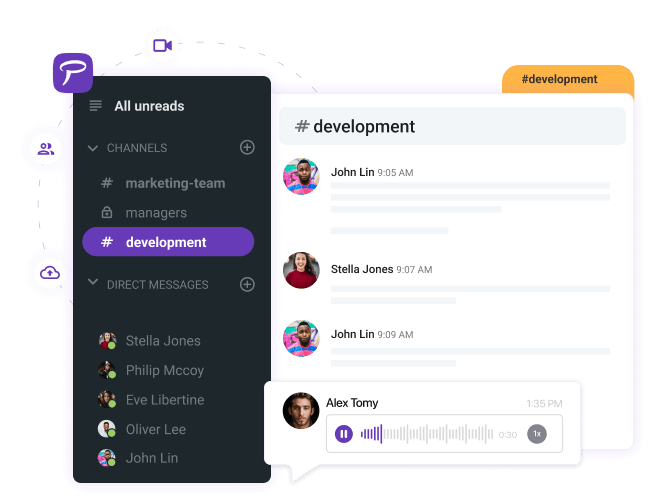 #development
All unreads
CHANNELS
# marketing-team
managers
# development
DIRECT MESSAGES
Stella Jones
Philip Mccoy
Eve Libertine
Oliver Lee
John Lin
# development
John Lin 9:05 AM
Stella Jones 9:07 AM
John Lin 9:09 AM
Alex Tomy 1:35 PM
0:30 1x